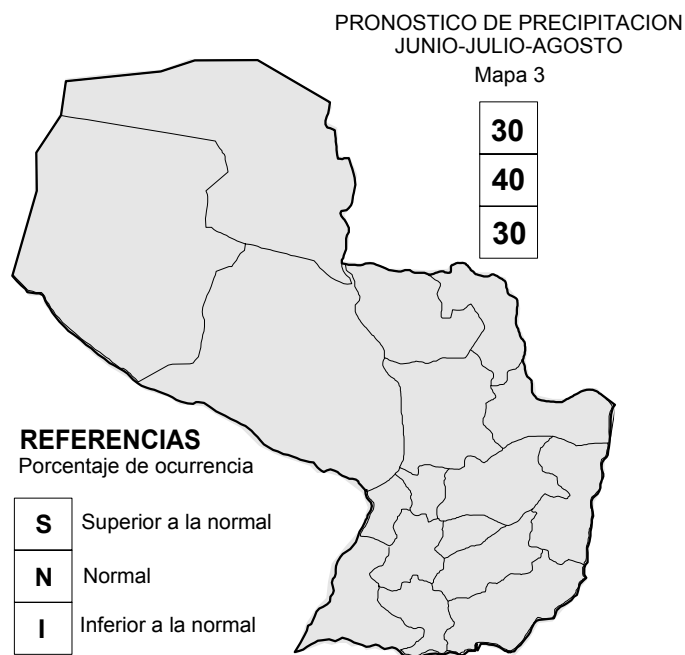 PRONOSTICO DE PRECIPITACION
JUNIO-JULIO-AGOSTO
Mapa 3
30
40
30
REFERENCIAS
Porcentaje de ocurrencia
S Superior a la normal
N Normal
I Inferior a la normal